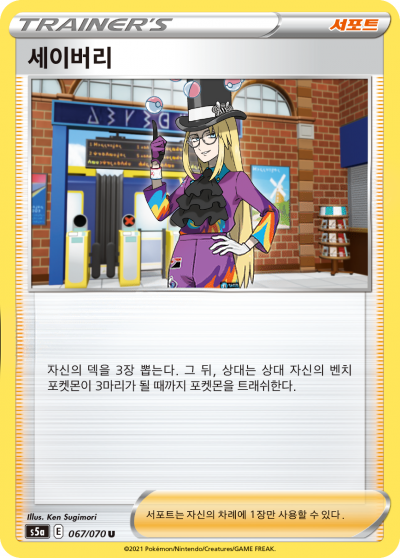 TRAINER'S
서포트
세이버리
자신의 덱을 3장 뽑는다. 그 뒤, 상대는 상대 자신의 벤치
포켓몬이 3마리가 될 때까지 포켓몬을 트래쉬한다.
Illus. Ken Sugimori
s5a E 067/070 U
서포트는 자신의 차례에 1장만 사용할 수 있다.
©2021 Pokémon/Nintendo/Creatures/GAME FREAK.